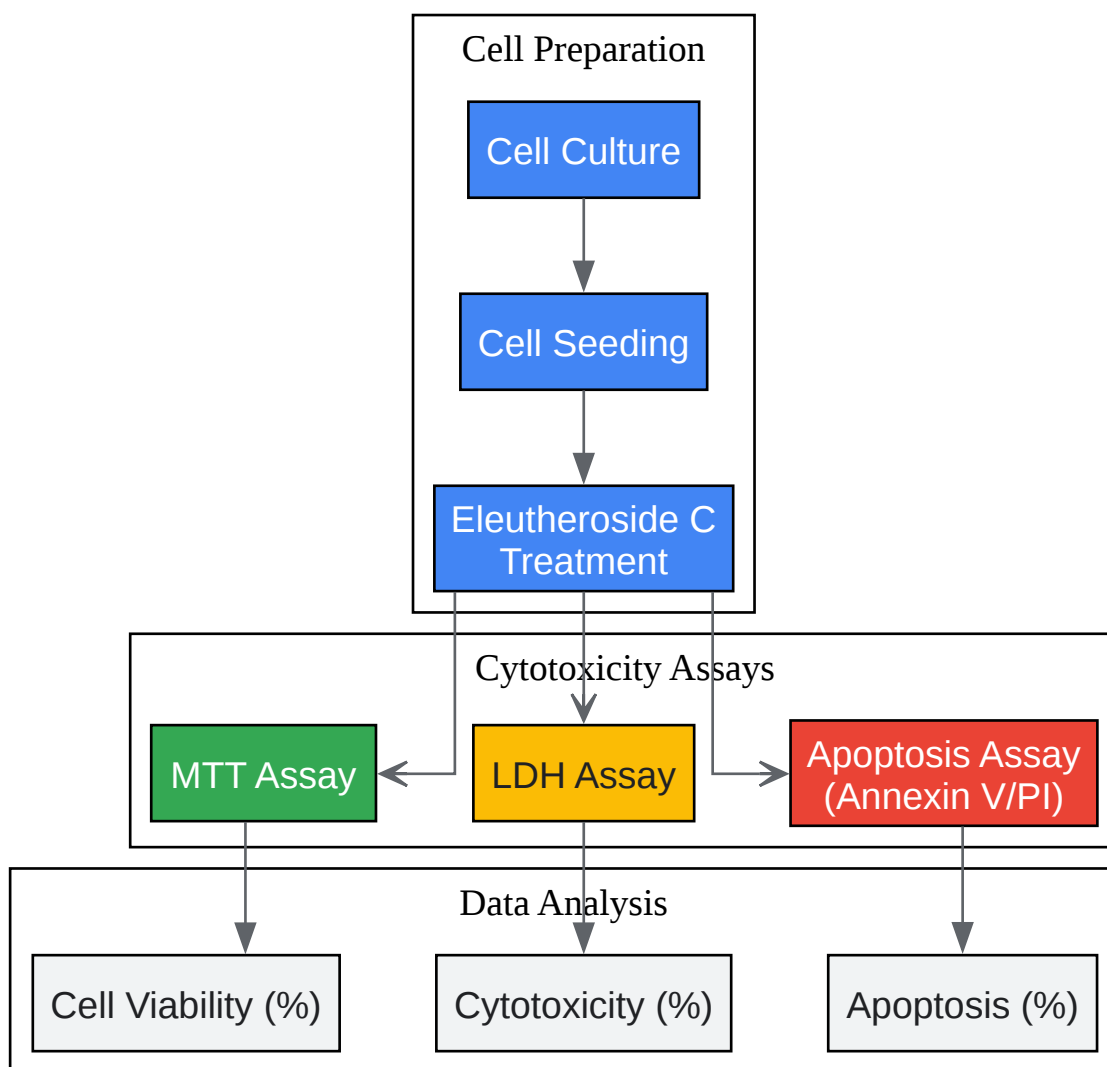 Cell Preparation
Cell Culture
Cell Seeding
Eleutheroside C
Treatment
Cytotoxicity Assays
MTT Assay
LDH Assay
Apoptosis Assay
(Annexin V/PI)
Data Analysis
Cell Viability (%)
Cytotoxicity (%)
Apoptosis (%)